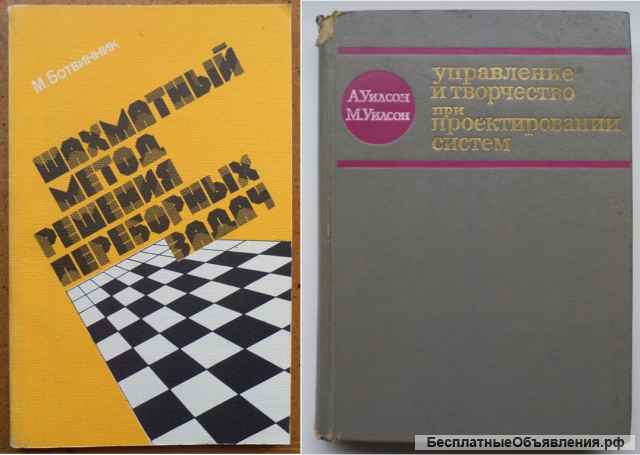 М. Ботвинник
ШАХМАТНЫЙ
МЕТОД
РЕШЕНИЯ
ПЕРЕБОРНЫХ
ЗАДАЧ
А.Уилсон
М.Уилсон
управление
и творчество
при
проектировании
систем
БесплатныеОбъявления.рф